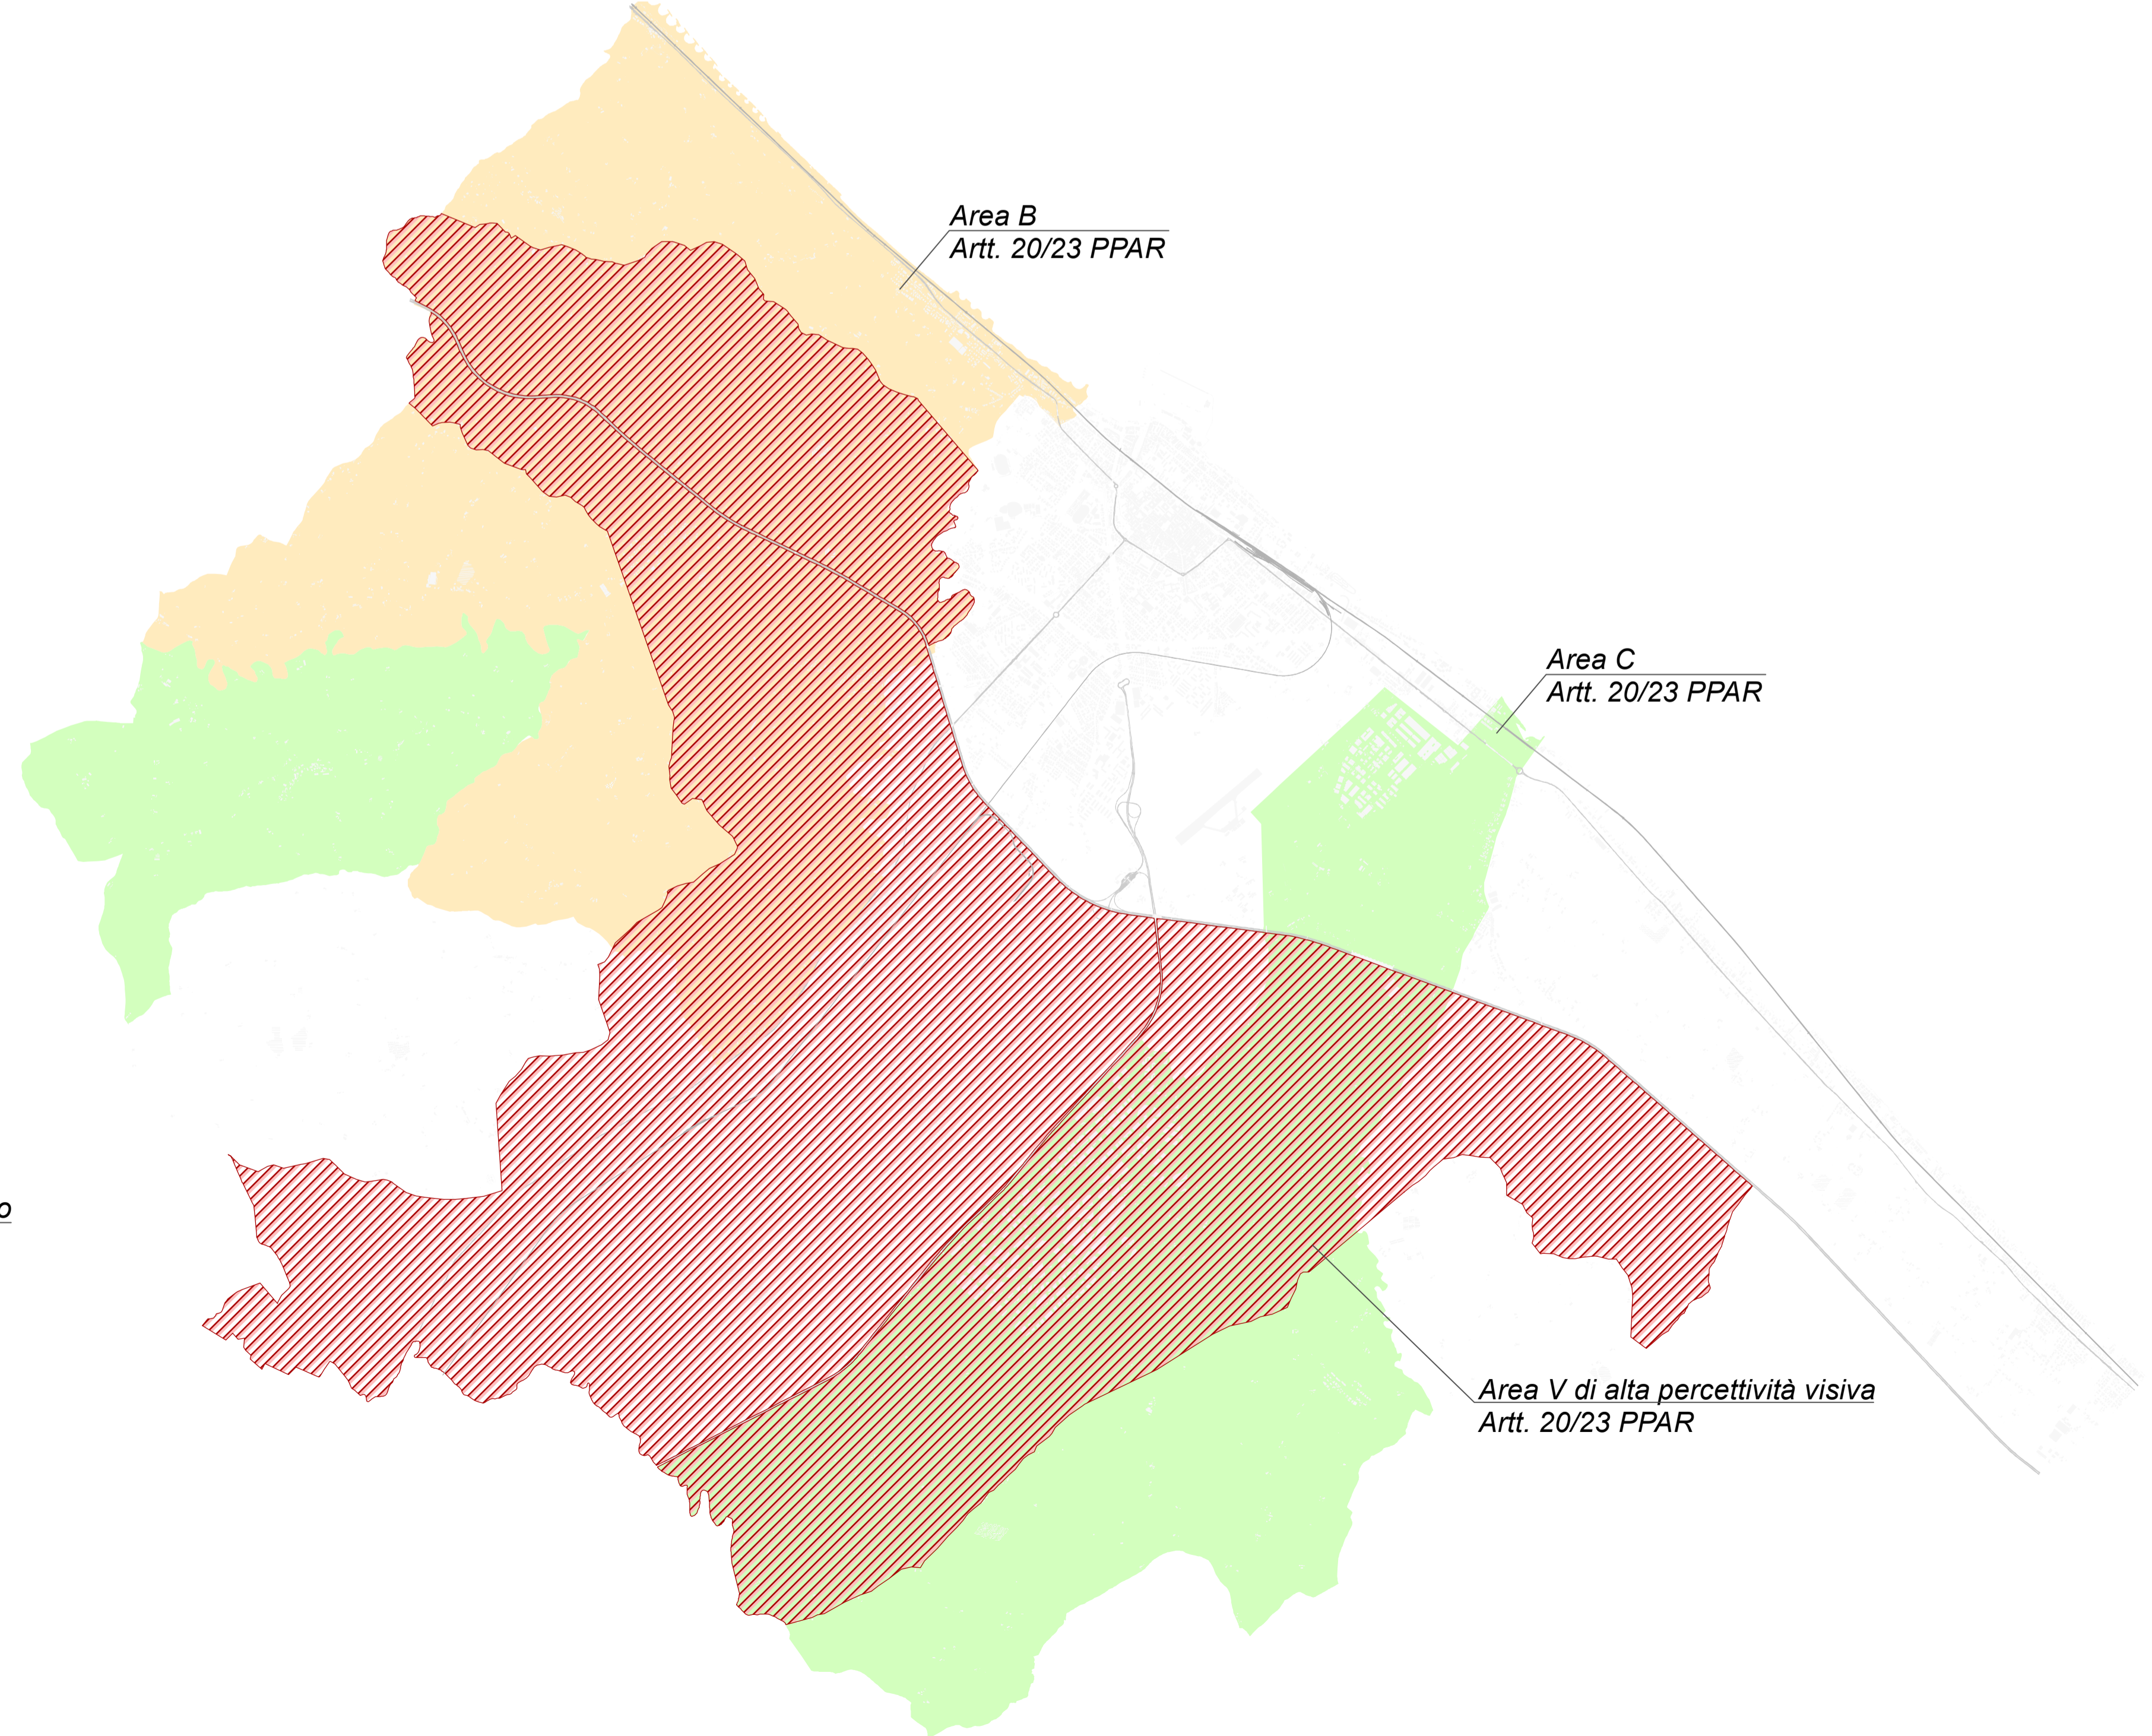 Area B
Artt. 20/23 PPAR
Area C
Artt. 20/23 PPAR
o
Area V di alta percettività visiva
Artt. 20/23 PPAR